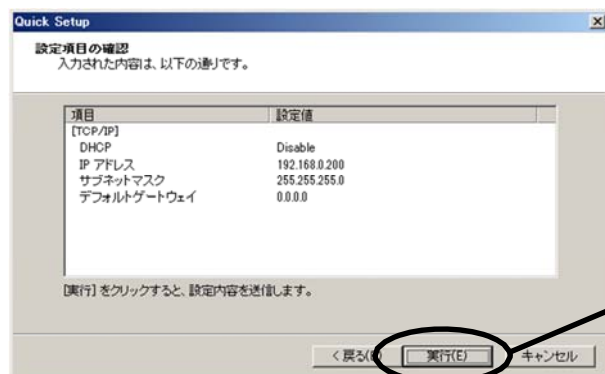 Quick Setup
設定項目の確認
入力された内容は、以下の通りです。
項目 設定値
[TCP/IP]
DHCP Disable
IP アドレス 192.168.0.200
サブネットマスク 255.255.255.0
デフォルトゲートウェイ 0.0.0.0
[実行] をクリックすると、設定内容を送信します。
< 戻る( 実行(E) キャンセル